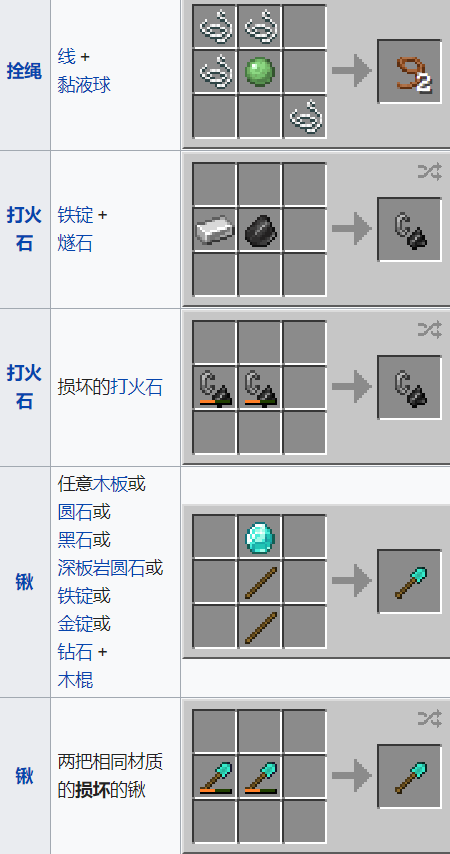 拴绳
线 +
黏液球
2
打火
石
铁锭 +
燧石
打火
石
损坏的打火石
锹
任意木板或
圆石或
黑石或
深板岩圆石或
铁锭或
金锭或
钻石 +
木棍
锹
两把相同材质
的损坏的锹